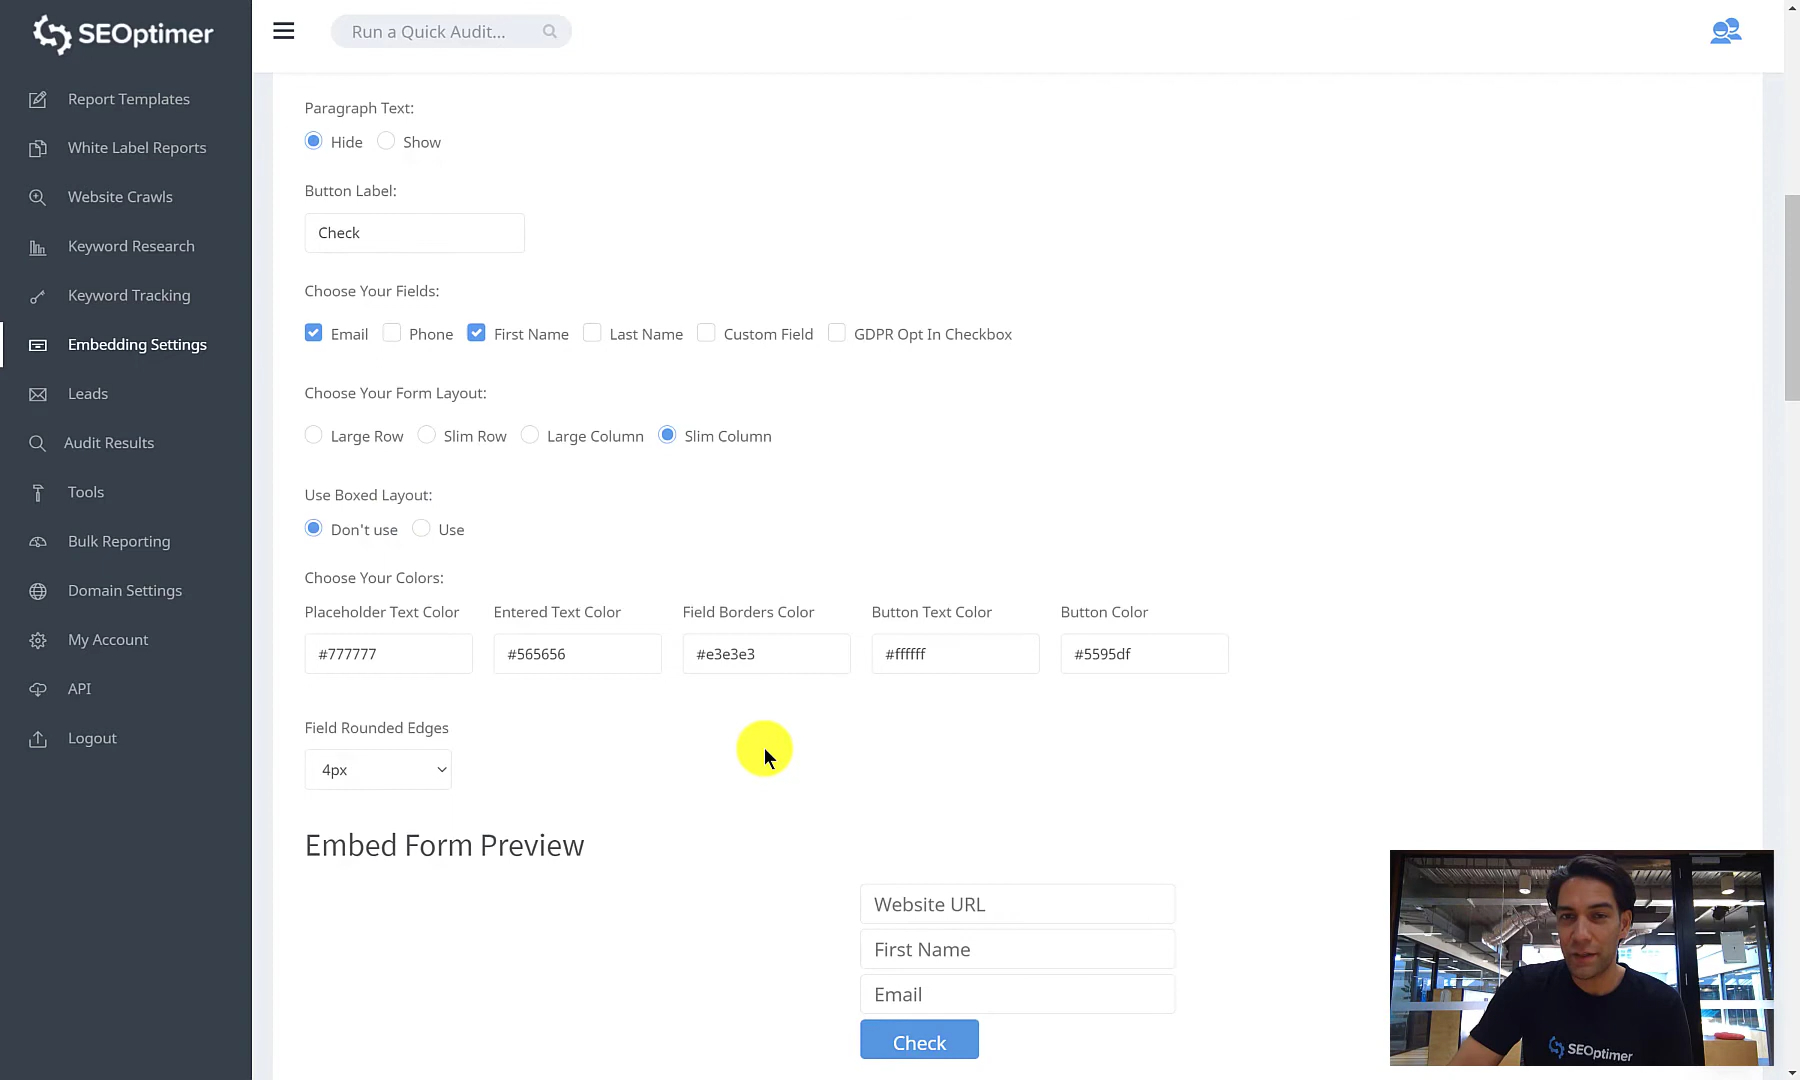 SEOptimer
Run a Quick Audit...
Report Templates
White Label Reports
Website Crawls
Keyword Research
Keyword Tracking
Embedding Settings
Leads
Audit Results
Tools
Bulk Reporting
Domain Settings
My Account
API
Logout
Paragraph Text:
Hide Show
Button Label:
Check
Choose Your Fields:
Email Phone First Name Last Name Custom Field GDPR Opt In Checkbox
Choose Your Form Layout:
Large Row Slim Row Large Column Slim Column
Use Boxed Layout:
Don't use Use
Choose Your Colors:
Placeholder Text Color Entered Text Color Field Borders Color Button Text Color Button Color
#777777 #565656 #e3e3e3 #ffffff #5595df
Field Rounded Edges
4px
Embed Form Preview
Website URL
First Name
Email
Check
SEOptimer